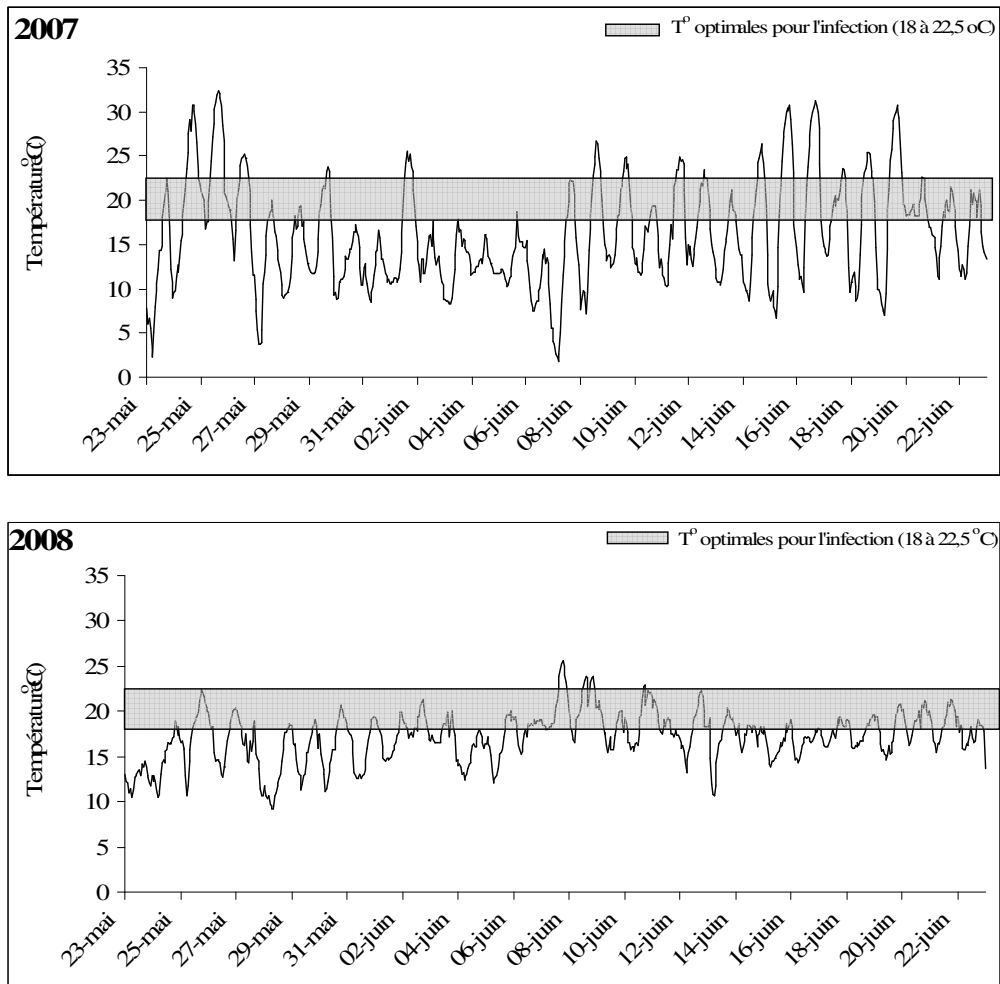 2007
T° optimales pour l'infection (18 à 22,5 oC)
35
30
25
20
15
10
5
0
Température (°C)
23-mai
25-mai
27-mai
29-mai
31-mai
02-juin
04-juin
06-juin
08-juin
10-juin
12-juin
14-juin
16-juin
18-juin
20-juin
22-juin
2008
T° optimales pour l'infection (18 à 22,5 °C)
35
30
25
20
15
10
5
0
Température (°C)
23-mai
25-mai
27-mai
29-mai
31-mai
02-juin
04-juin
06-juin
08-juin
10-juin
12-juin
14-juin
16-juin
18-juin
20-juin
22-juin